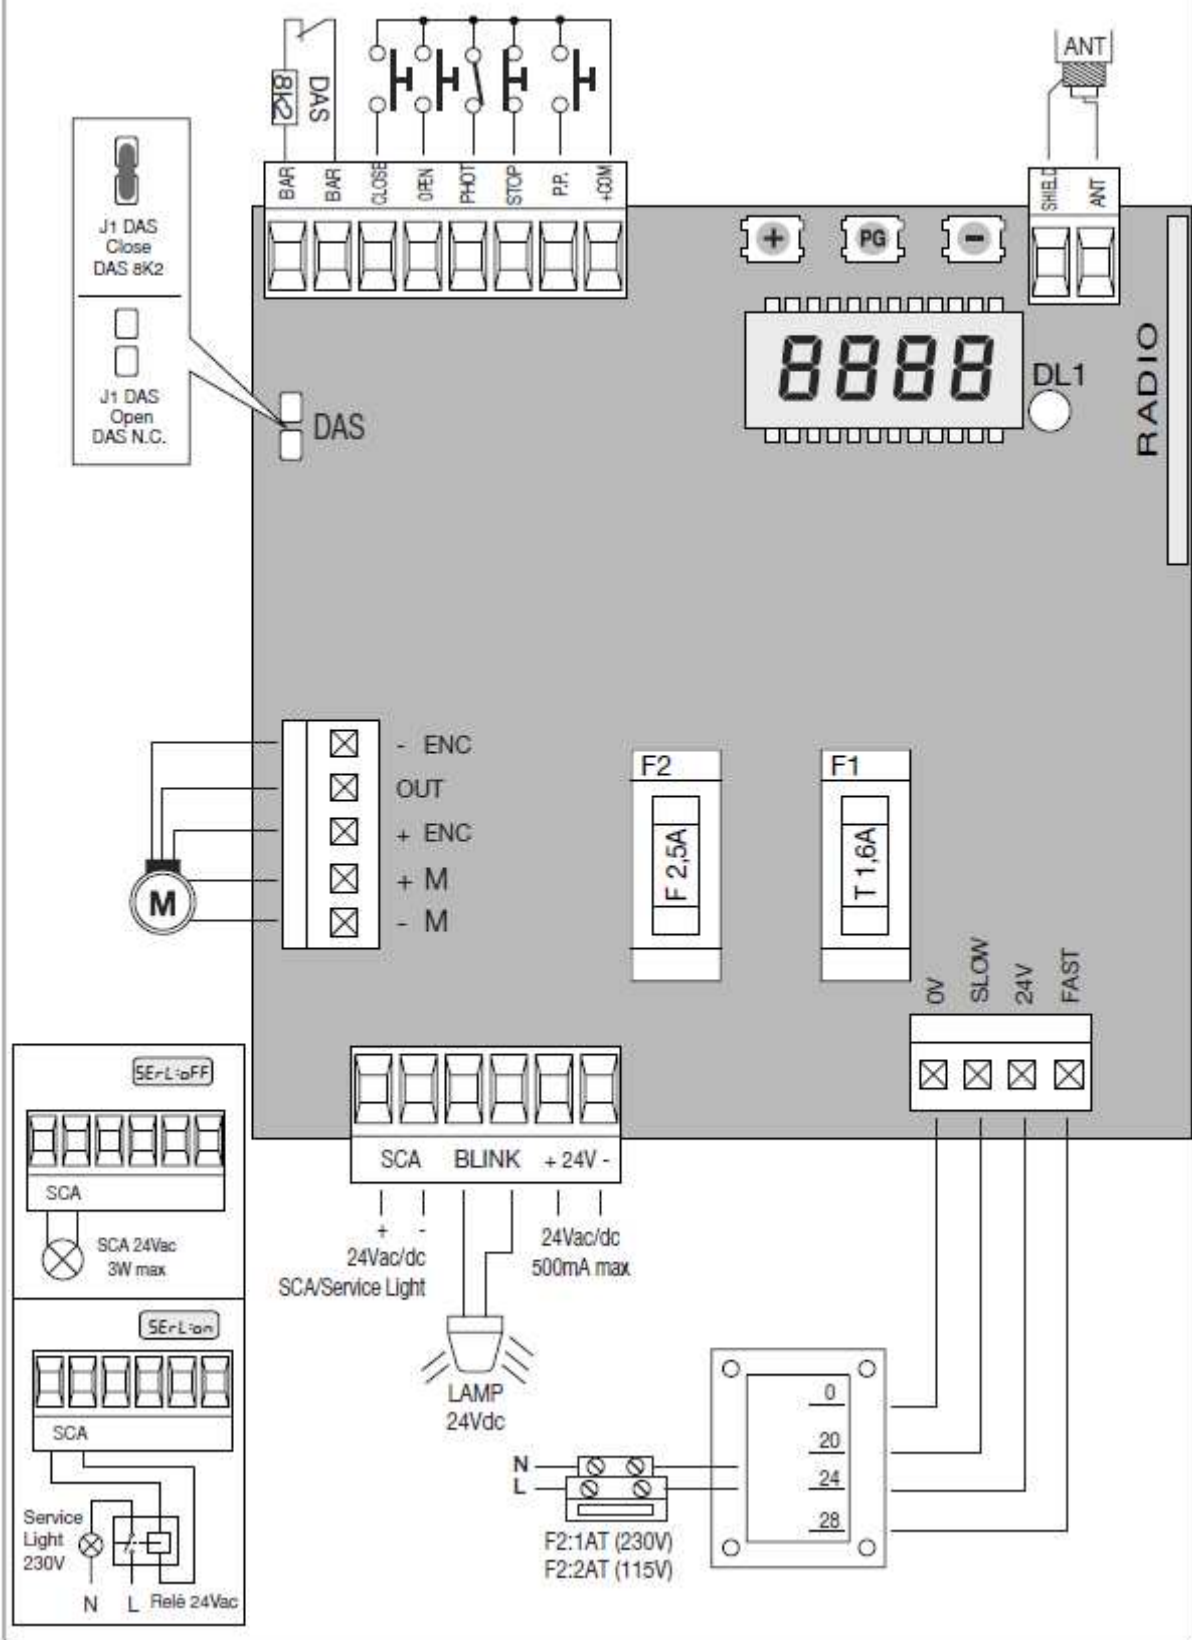 ANT
8K2
DAS
BAR
BAR
CLOSE
OPEN
PHOT
STOP
P.P.
+COM
SHIELD
ANT
J1 DAS
Close
DAS 8K2
J1 DAS
Open
DAS N.C.
+
PG
-
8888
DL1
RADIO
DAS
- ENC
OUT
+ ENC
+ M
- M
M
F2
F 2,5A
F1
T 1,6A
0V
SLOW
24V
FAST
SCA
BLINK
+ 24V -
+ -
24Vac/dc
SCA/Service Light
24Vac/dc
500mA max
LAMP
24Vdc
SErL:oFF
SCA
SCA 24Vac
3W max
SErL:on
SCA
Service
Light
230V
N
L
Relé 24Vac
0
20
24
28
N
L
F2:1AT (230V)
F2:2AT (115V)